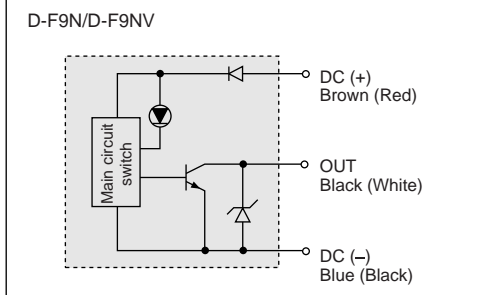 D-F9N/D-F9NV
DC (+)
Brown (Red)
Main circuit
switch
OUT
Black (White)
DC (–)
Blue (Black)